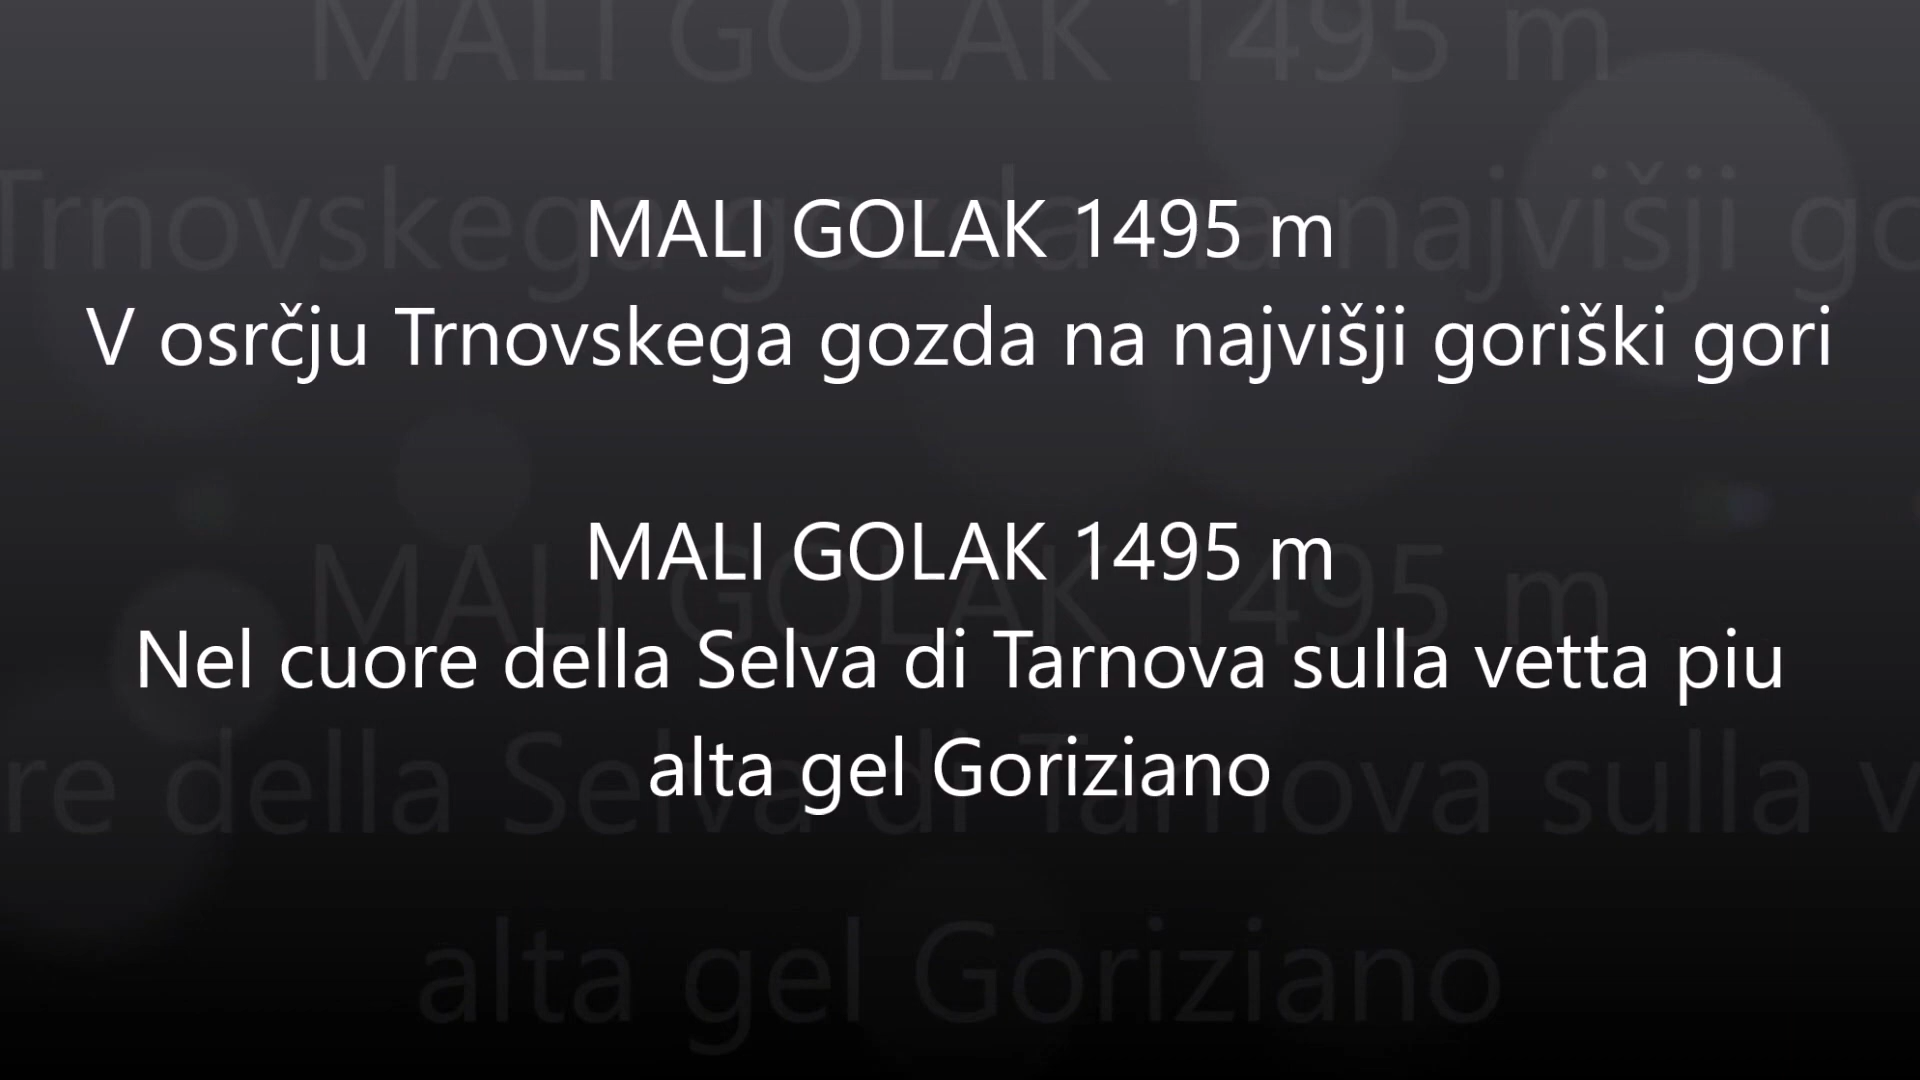 MALI GOLAK 1495 m
V osrčju Trnovskega gozda na najvišji goriški gori
MALI GOLAK 1495 m
Nel cuore della Selva di Tarnova sulla vetta piu
alta gel Goriziano